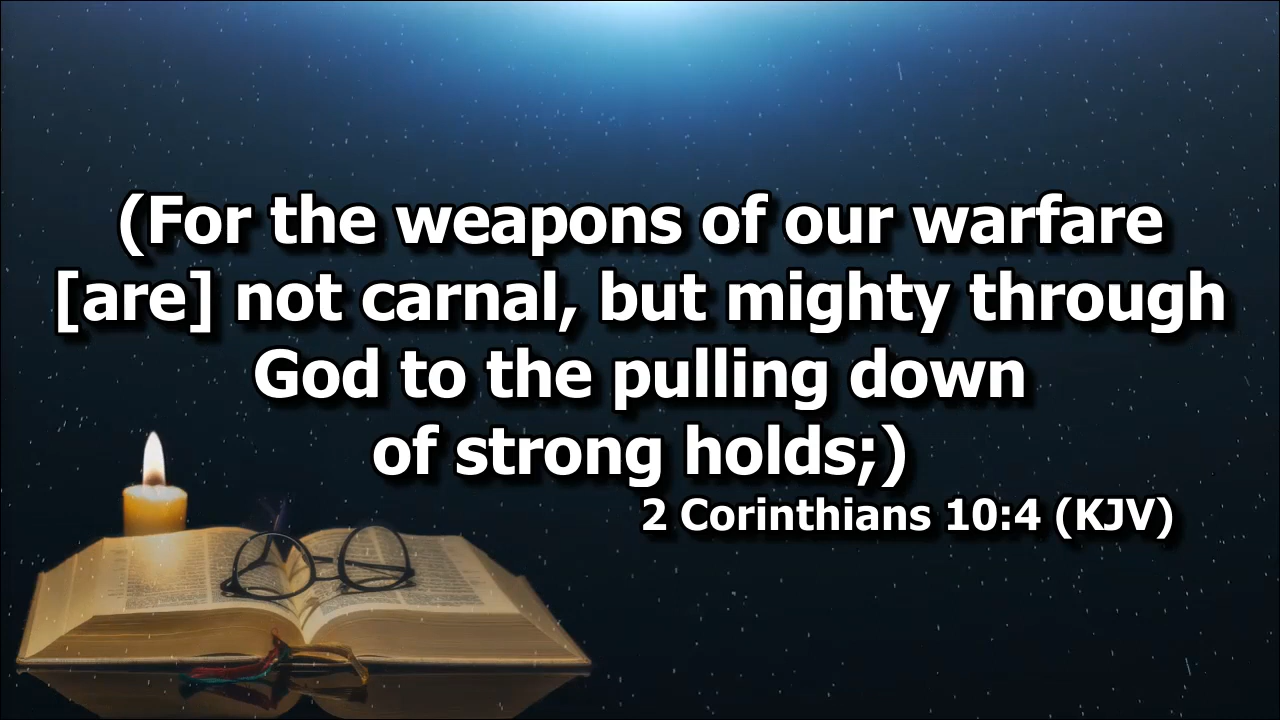 (For the weapons of our warfare
[are] not carnal, but mighty through
God to the pulling down
of strong holds;)
2 Corinthians 10:4 (KJV)